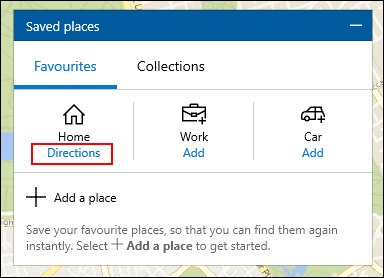 Saved places
Favourites Collections
Home Work Car
Directions Add Add
Add a place
Save your favourite places, so that you can find them again
instantly. Select + Add a place to get started.